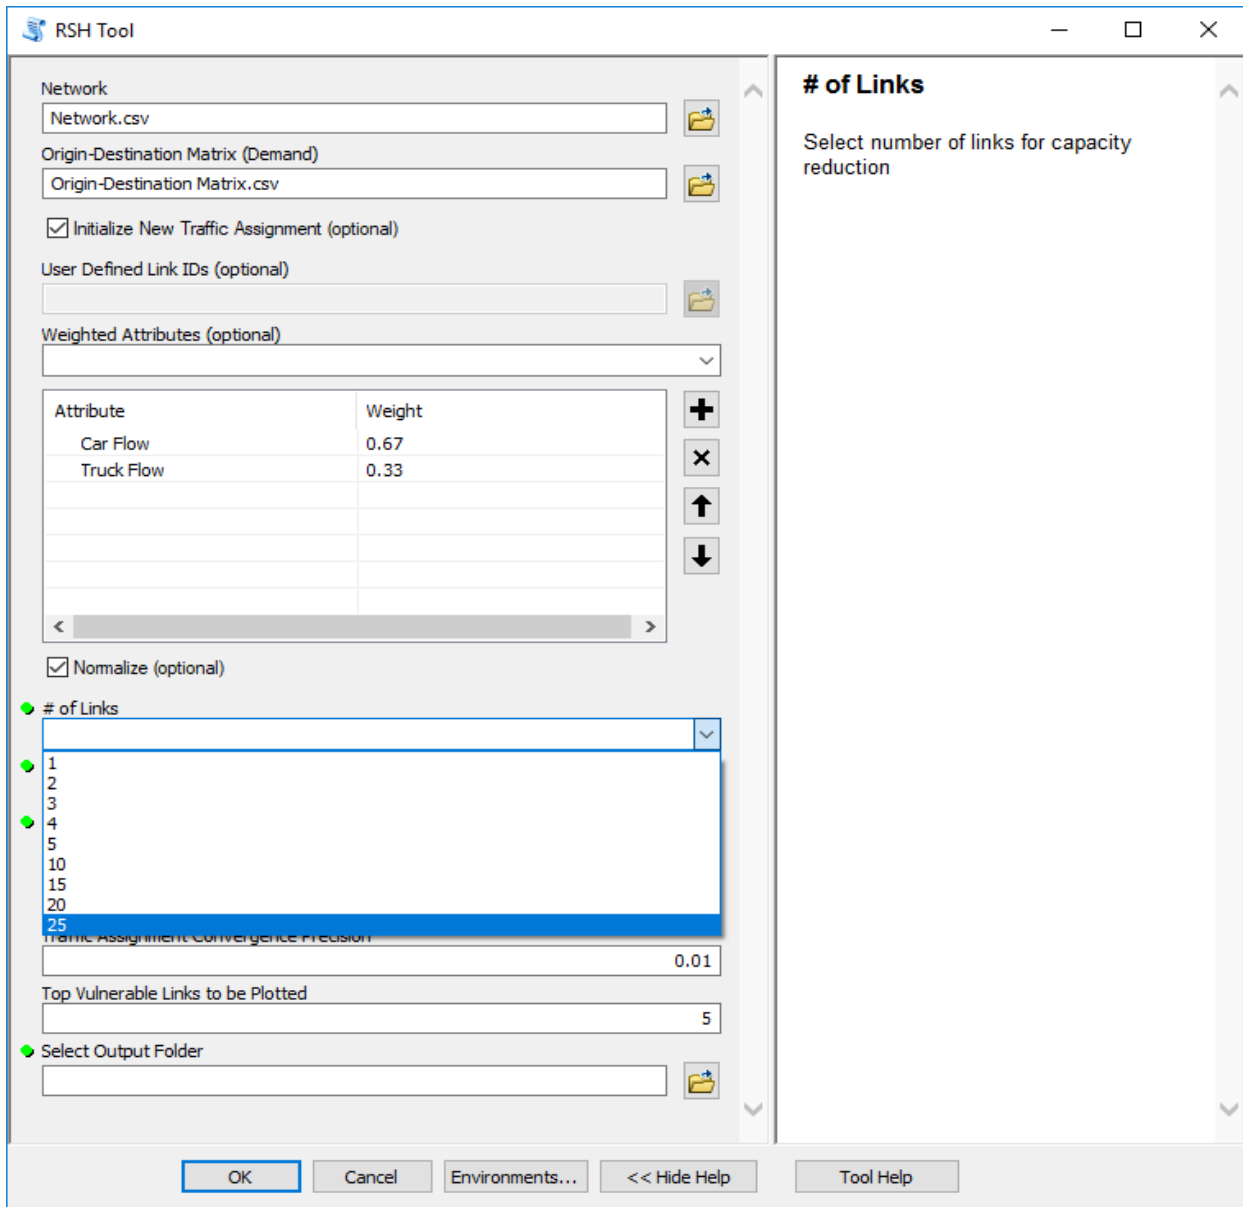 RSH Tool
Network
Network.csv
Origin-Destination Matrix (Demand)
Origin-Destination Matrix.csv
Initialize New Traffic Assignment (optional)
User Defined Link IDs (optional)
Weighted Attributes (optional)
Attribute Weight
Car Flow 0.67
Truck Flow 0.33
Normalize (optional)
# of Links
1
2
3
4
5
10
15
20
25
Traffic Assignment Convergence Precision
0.01
Top Vulnerable Links to be Plotted
5
Select Output Folder
# of Links
Select number of links for capacity
reduction
OK Cancel Environments... << Hide Help Tool Help